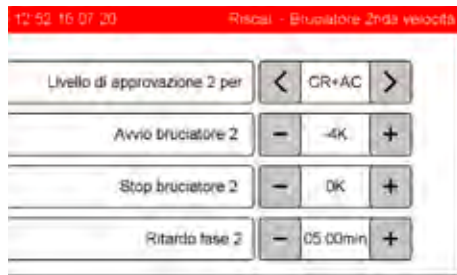 12:52 16.07.20 Riscal - Bruciatore 2nda velocità
Livello di approvazione 2 per < GR+AC >
Avvio bruciatore 2 - -4K +
Stop bruciatore 2 - 0K +
Ritardo fase 2 - 05:00min +